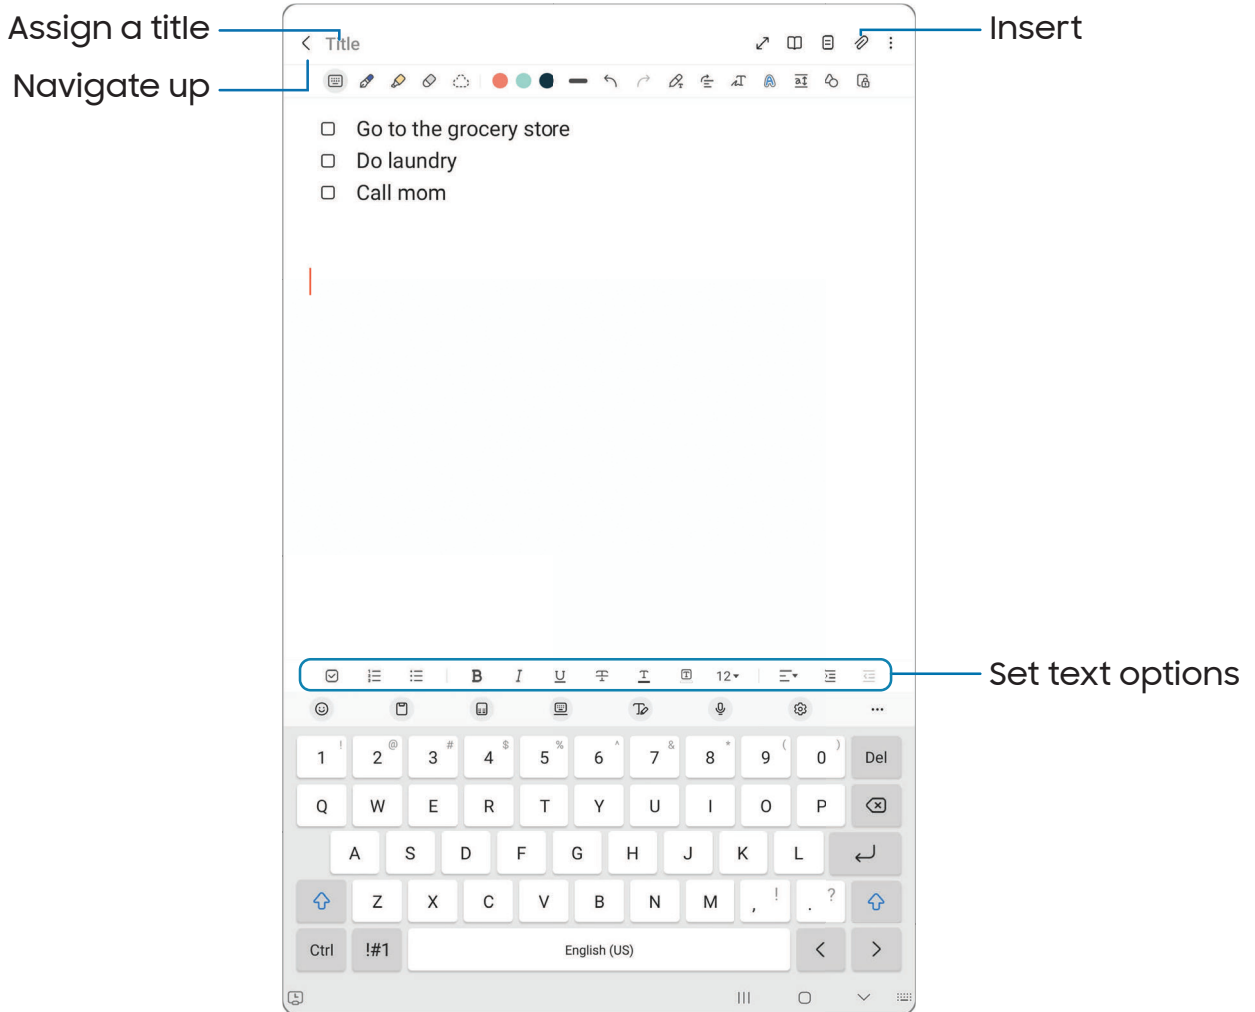 Assign a title
Insert
Title
Navigate up
Go to the grocery store
Do laundry
Call mom
B I U T T T 12
Set text options
1 ! 2 @ 3 # 4 $ 5 % 6 ^ 7 & 8 * 9 ( 0 ) Del
Q W E R T Y U I O P
A S D F G H J K L
Z X C V B N M , ! . ?
Ctrl !#1 English (US)